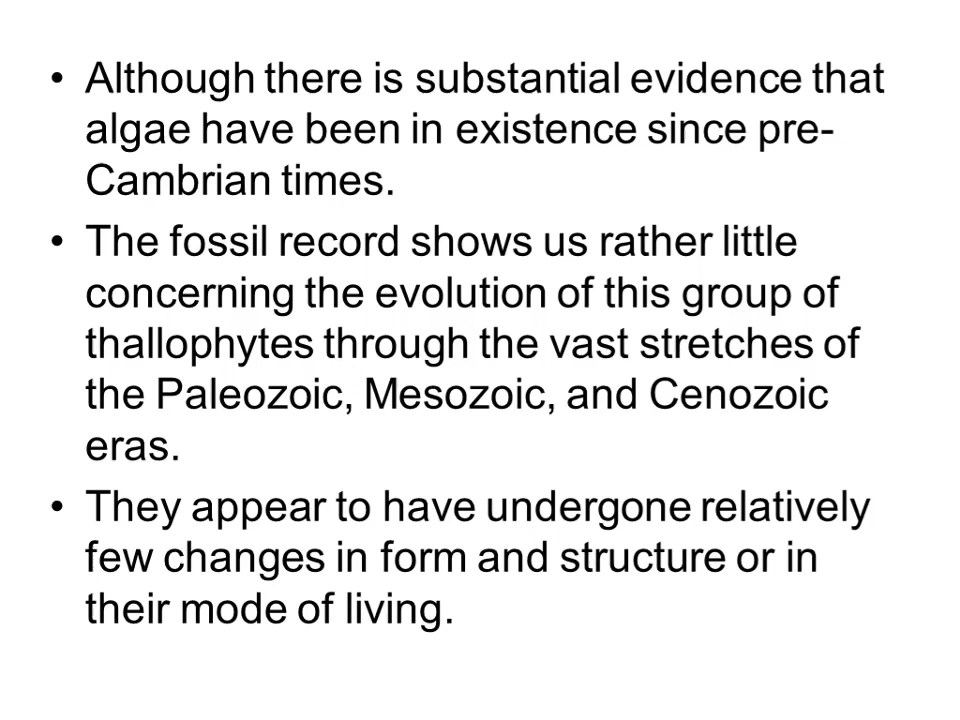 • Although there is substantial evidence that
algae have been in existence since pre-
Cambrian times.
• The fossil record shows us rather little
concerning the evolution of this group of
thallophytes through the vast stretches of
the Paleozoic, Mesozoic, and Cenozoic
eras.
• They appear to have undergone relatively
few changes in form and structure or in
their mode of living.